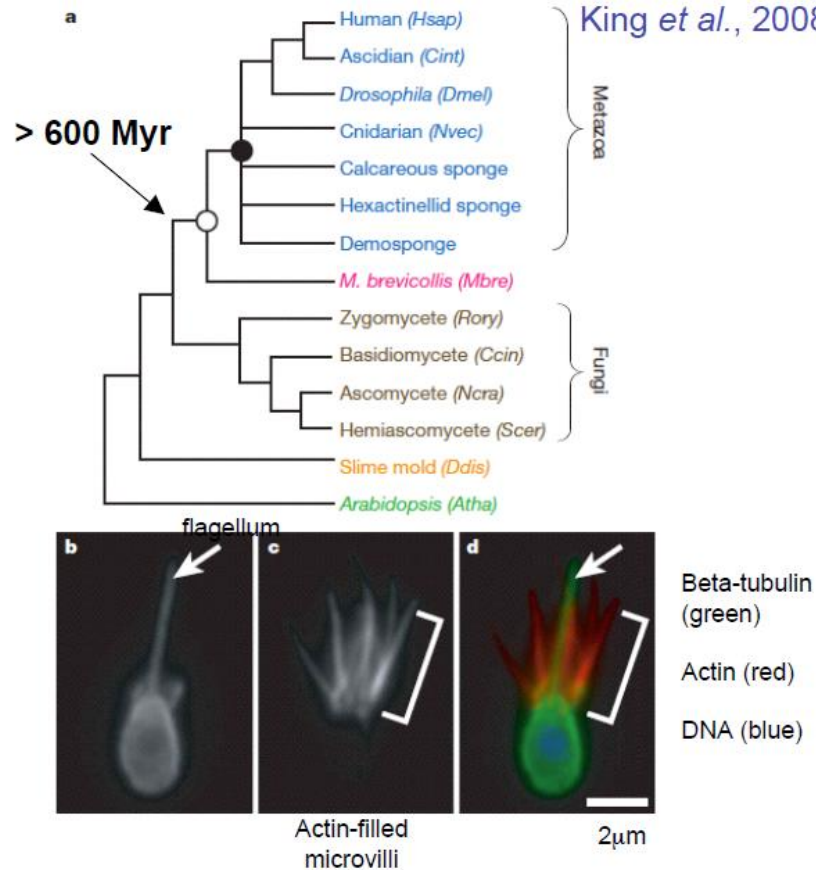 a
King et al., 2008
Human (Hsap)
Ascidian (Cint)
Drosophila (Dmel)
Cnidarian (Nvec)
Calcareous sponge
Hexactinellid sponge
Demosponge
Metazoa
> 600 Myr
M. brevicollis (Mbre)
Zygomycete (Rory)
Basidiomycete (Ccin)
Ascomycete (Ncra)
Hemiascomycete (Scer)
Fungi
Slime mold (Ddis)
Arabidopsis (Atha)
flagellum
b
c
d
Beta-tubulin
(green)
Actin (red)
DNA (blue)
Actin-filled
microvilli
2μm